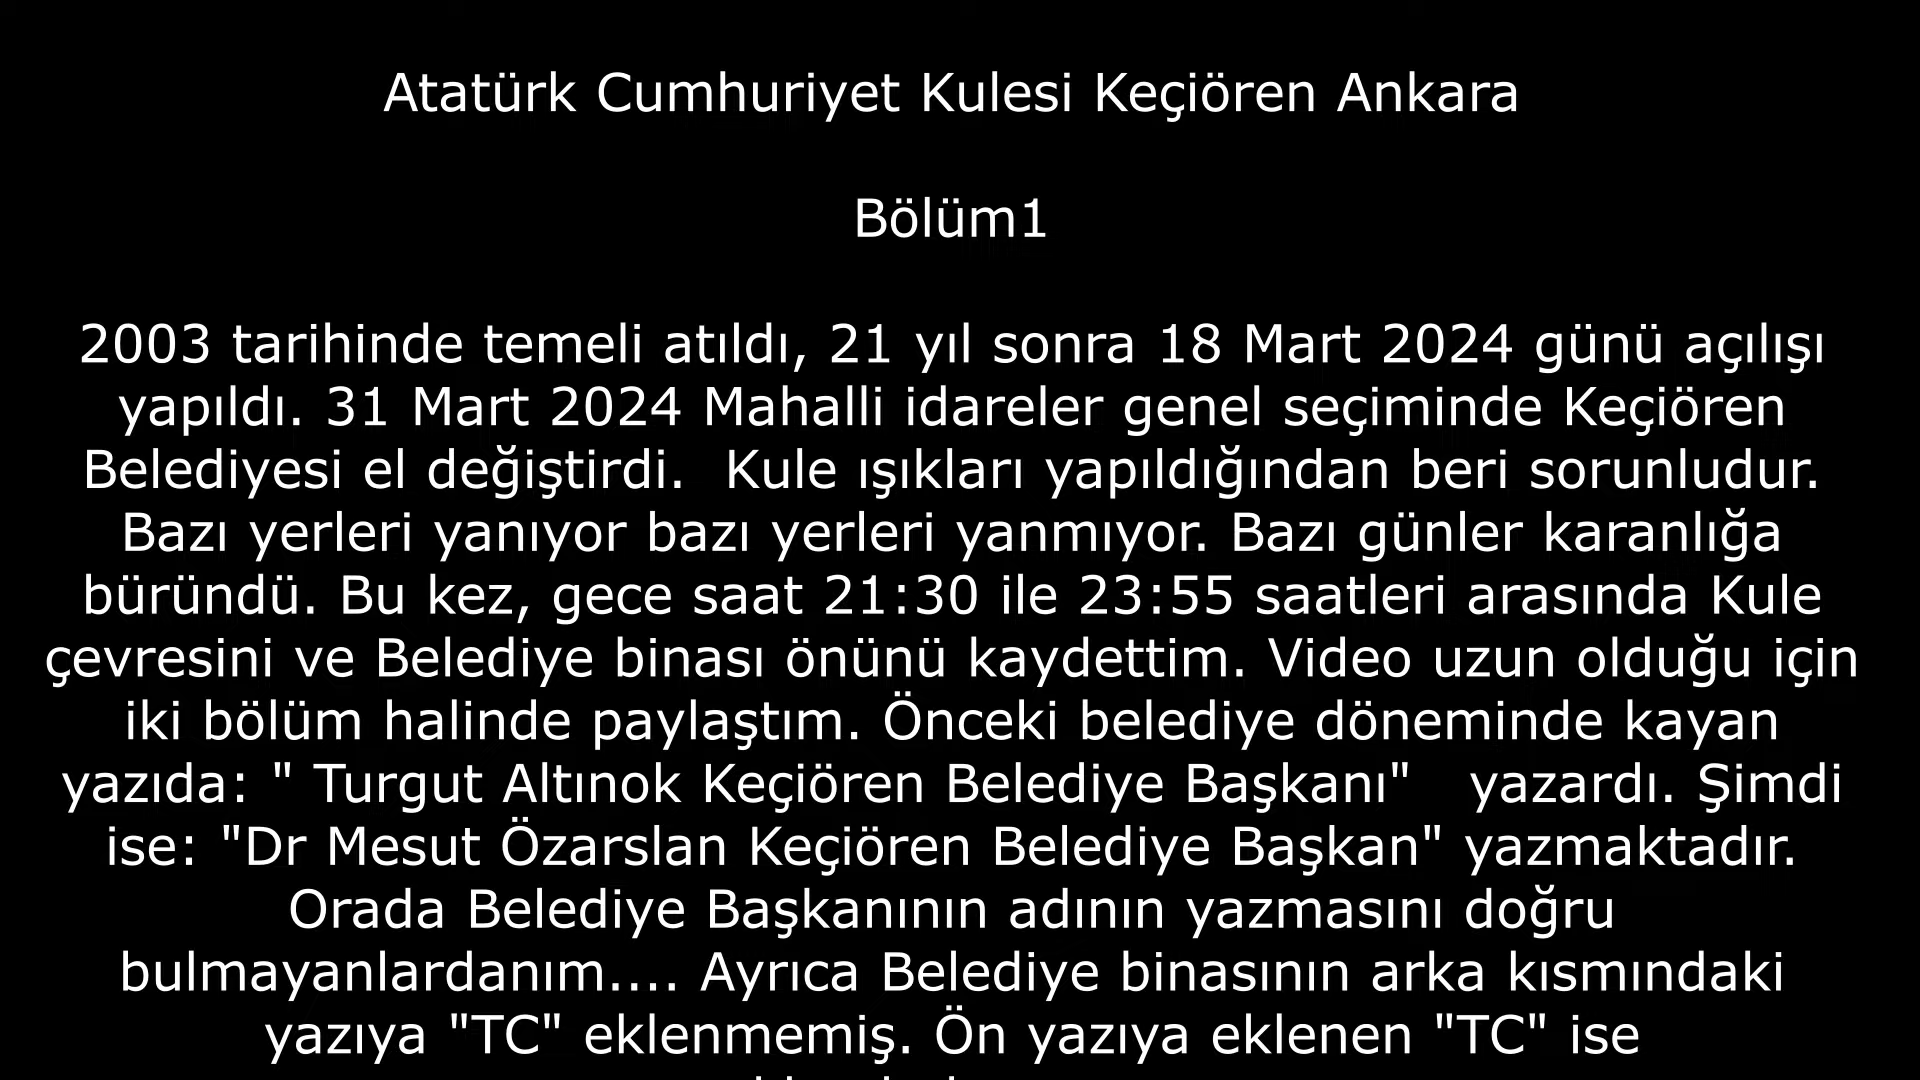 Atatürk Cumhuriyet Kulesi Keçiören Ankara
Bölüm1
2003 tarihinde temeli atıldı, 21 yıl sonra 18 Mart 2024 günü açılışı
yapıldı. 31 Mart 2024 Mahalli idareler genel seçiminde Keçiören
Belediyesi el değiştirdi.  Kule ışıkları yapıldığından beri sorunludur.
Bazı yerleri yanıyor bazı yerleri yanmıyor. Bazı günler karanlığa
büründü. Bu kez, gece saat 21:30 ile 23:55 saatleri arasında Kule
çevresini ve Belediye binası önünü kaydettim. Video uzun olduğu için
iki bölüm halinde paylaştım. Önceki belediye döneminde kayan
yazıda: " Turgut Altınok Keçiören Belediye Başkanı"   yazardı. Şimdi
ise: "Dr Mesut Özarslan Keçiören Belediye Başkan" yazmaktadır.
Orada Belediye Başkanının adının yazmasını doğru
bulmayanlardanım.... Ayrıca Belediye binasının arka kısmındaki
yazıya "TC" eklenmemiş. Ön yazıya eklenen "TC" ise